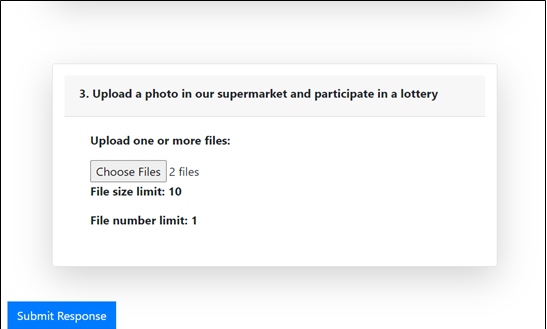 3. Upload a photo in our supermarket and participate in a lottery
Upload one or more files:
Choose Files 2 files
File size limit: 10
File number limit: 1
Submit Response